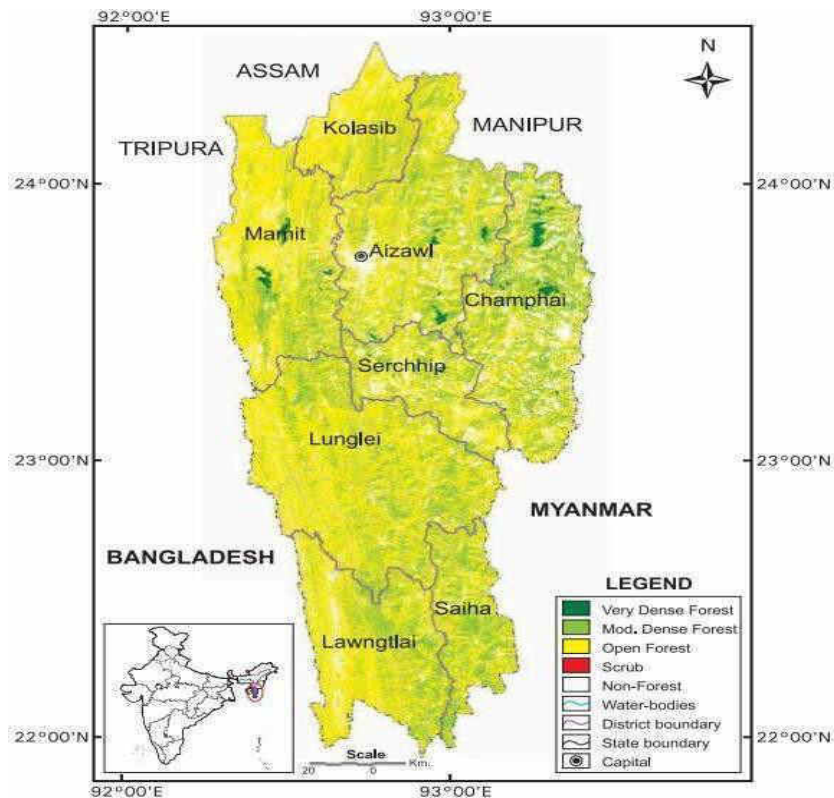 92°00'E 93°00'E
N
ASSAM
Kolasib
MANIPUR
TRIPURA
24°00'N 24°00'N
Mamit
Aizawl
Champhai
Serchhip
Lunglei
23°00'N 23°00'N
MYANMAR
BANGLADESH
LEGEND
Very Dense Forest
Mod. Dense Forest
Open Forest
Scrub
Non-Forest
Water-bodies
District boundary
State boundary
Capital
Saiha
Lawngtlai
22°00'N 22°00'N
Scale
20 0 Km.
92°00'E 93°00'E